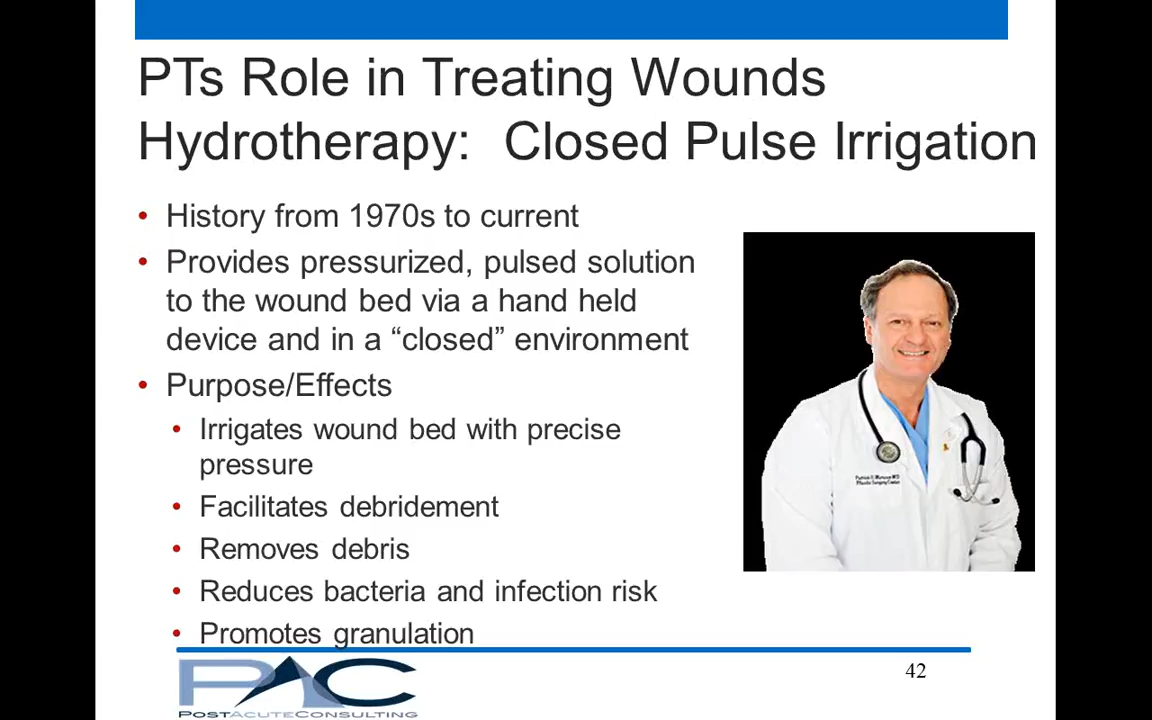 PTs Role in Treating Wounds
Hydrotherapy: Closed Pulse Irrigation
• History from 1970s to current
• Provides pressurized, pulsed solution
to the wound bed via a hand held
device and in a “closed” environment
• Purpose/Effects
• Irrigates wound bed with precise
pressure
• Facilitates debridement
• Removes debris
• Reduces bacteria and infection risk
• Promotes granulation
42
PAC
POSTACUTECONSULTING